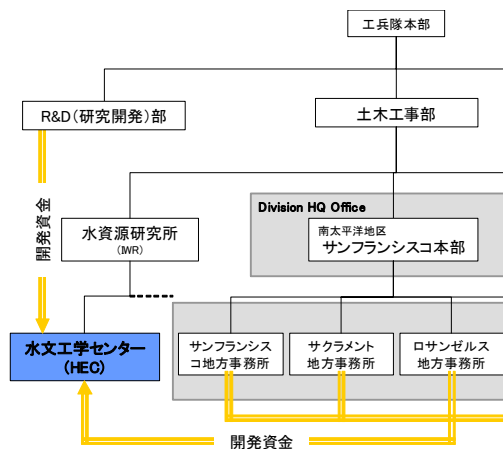 工兵隊本部
R&D(研究開発)部
土木工事部
開発資金
Division HQ Office
水資源研究所
(IWR)
南太平洋地区
サンフランシスコ本部
水文工学センター
(HEC)
サンフランシス
コ地方事務所
サクラメント
地方事務所
ロサンゼルス
地方事務所
開発資金